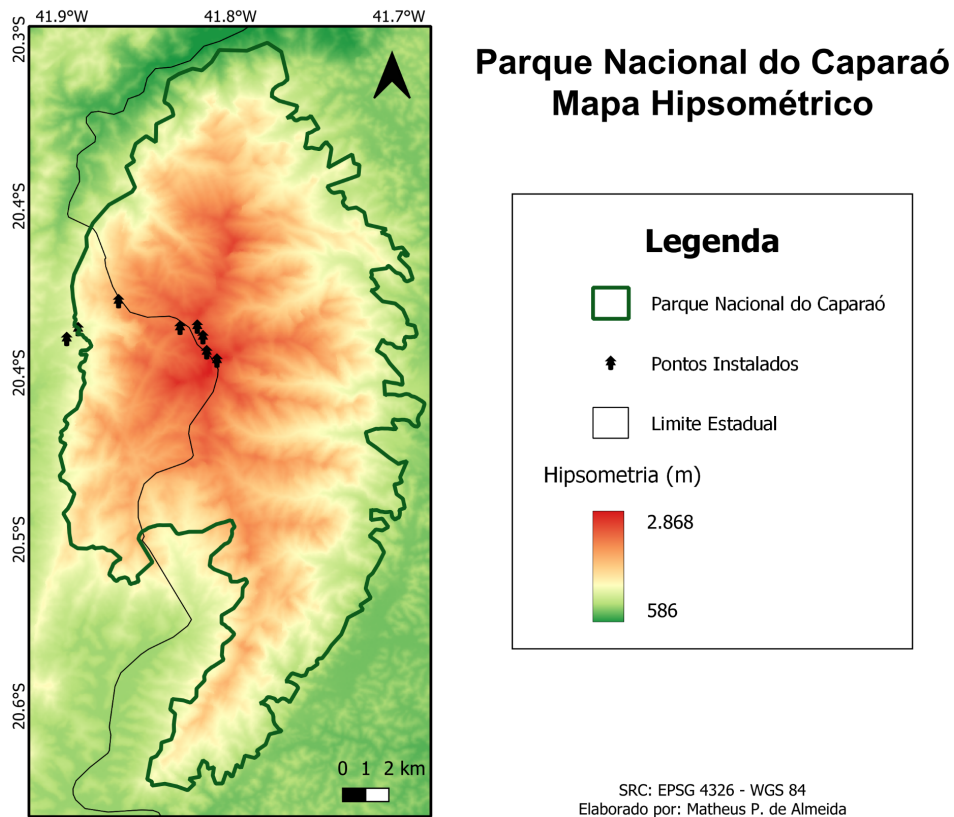 41.9°W 41.8°W 41.7°W
20.3°S
20.4°S
20.4°S
20.5°S
20.6°S
0 1 2 km
Parque Nacional do Caparaó
Mapa Hipsométrico
Legenda
Parque Nacional do Caparaó
Pontos Instalados
Limite Estadual
Hipsometria (m)
2.868
586
SRC: EPSG 4326 - WGS 84
Elaborado por: Matheus P. de Almeida